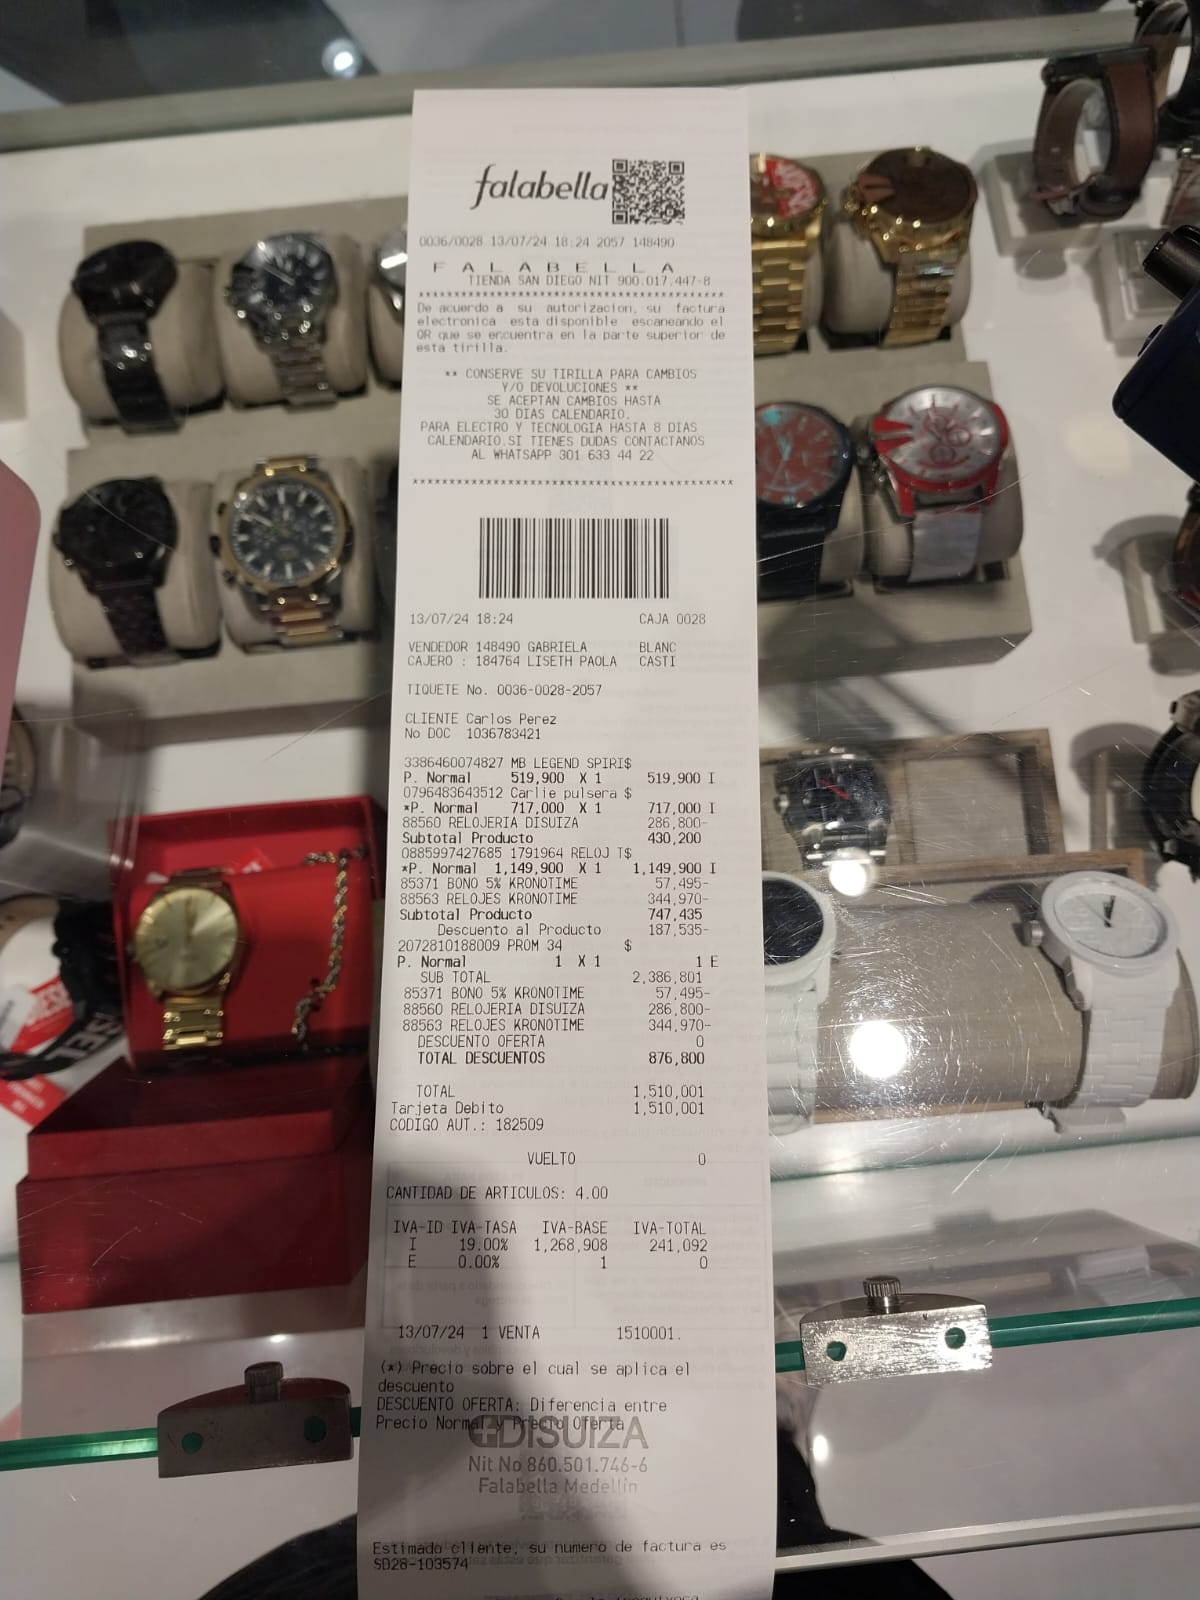 falabella
0036/0028 13/07/24 18:24 2057 148490
F A L A B E L L A
TIENDA SAN DIEGO NIT 900.017.447-8
****************************************
De acuerdo a su autorizacion, su factura
electronica esta disponible escaneando el
QR que se encuentra en la parte superior de
esta tirilla.
** CONSERVE SU TIRILLA PARA CAMBIOS
Y/O DEVOLUCIONES **
SE ACEPTAN CAMBIOS HASTA
30 DIAS CALENDARIO.
PARA ELECTRO Y TECNOLOGIA HASTA 8 DIAS
CALENDARIO.SI TIENES DUDAS CONTACTANOS
AL WHATSAPP 301 633 44 22
****************************************
13/07/24 18:24 CAJA 0028
VENDEDOR 148490 GABRIELA BLANC
CAJERO : 184764 LISETH PAOLA CASTI
TIQUETE No. 0036-0028-2057
CLIENTE Carlos Perez
No DOC 1036783421
3386460074827 MB LEGEND SPIRI$
P. Normal 519,900 X 1 519,900 I
0796483643512 Carlie pulsera $
*P. Normal 717,000 X 1 717,000 I
88560 RELOJERIA DISUIZA 286,800-
Subtotal Producto 430,200
0885997427685 1791964 RELOJ T$
*P. Normal 1,149,900 X 1 1,149,900 I
85371 BONO 5% KRONOTIME 57,495-
88563 RELOJES KRONOTIME 344,970-
Subtotal Producto 747,435
Descuento al Producto 187,535-
2072810188009 PROM 34 $
P. Normal 1 X 1 1 E
SUB TOTAL 2,386,801
85371 BONO 5% KRONOTIME 57,495-
88560 RELOJERIA DISUIZA 286,800-
88563 RELOJES KRONOTIME 344,970-
DESCUENTO OFERTA 0
TOTAL DESCUENTOS 876,800
TOTAL 1,510,001
Tarjeta Debito 1,510,001
CODIGO AUT.: 182509
VUELTO 0
CANTIDAD DE ARTICULOS: 4.00
IVA-ID IVA-TASA IVA-BASE IVA-TOTAL
I 19.00% 1,268,908 241,092
E 0.00% 1 0
13/07/24 1 VENTA 1510001.
(*) Precio sobre el cual se aplica el
descuento
DESCUENTO OFERTA: Diferencia entre
Precio Normal y Precio Oferta
DISUIZA
Nit No 860.501.746-6
Falabella Medellín
Estimado cliente, su numero de factura es
SD28-103574